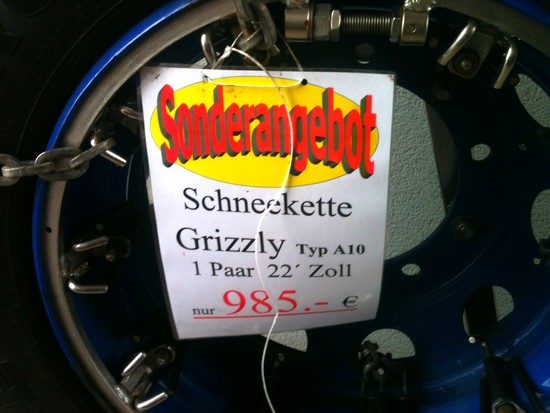 Sonderangebot
Schneekette
Grizzly Typ A10
1 Paar 22´ Zoll
nur 985.- €